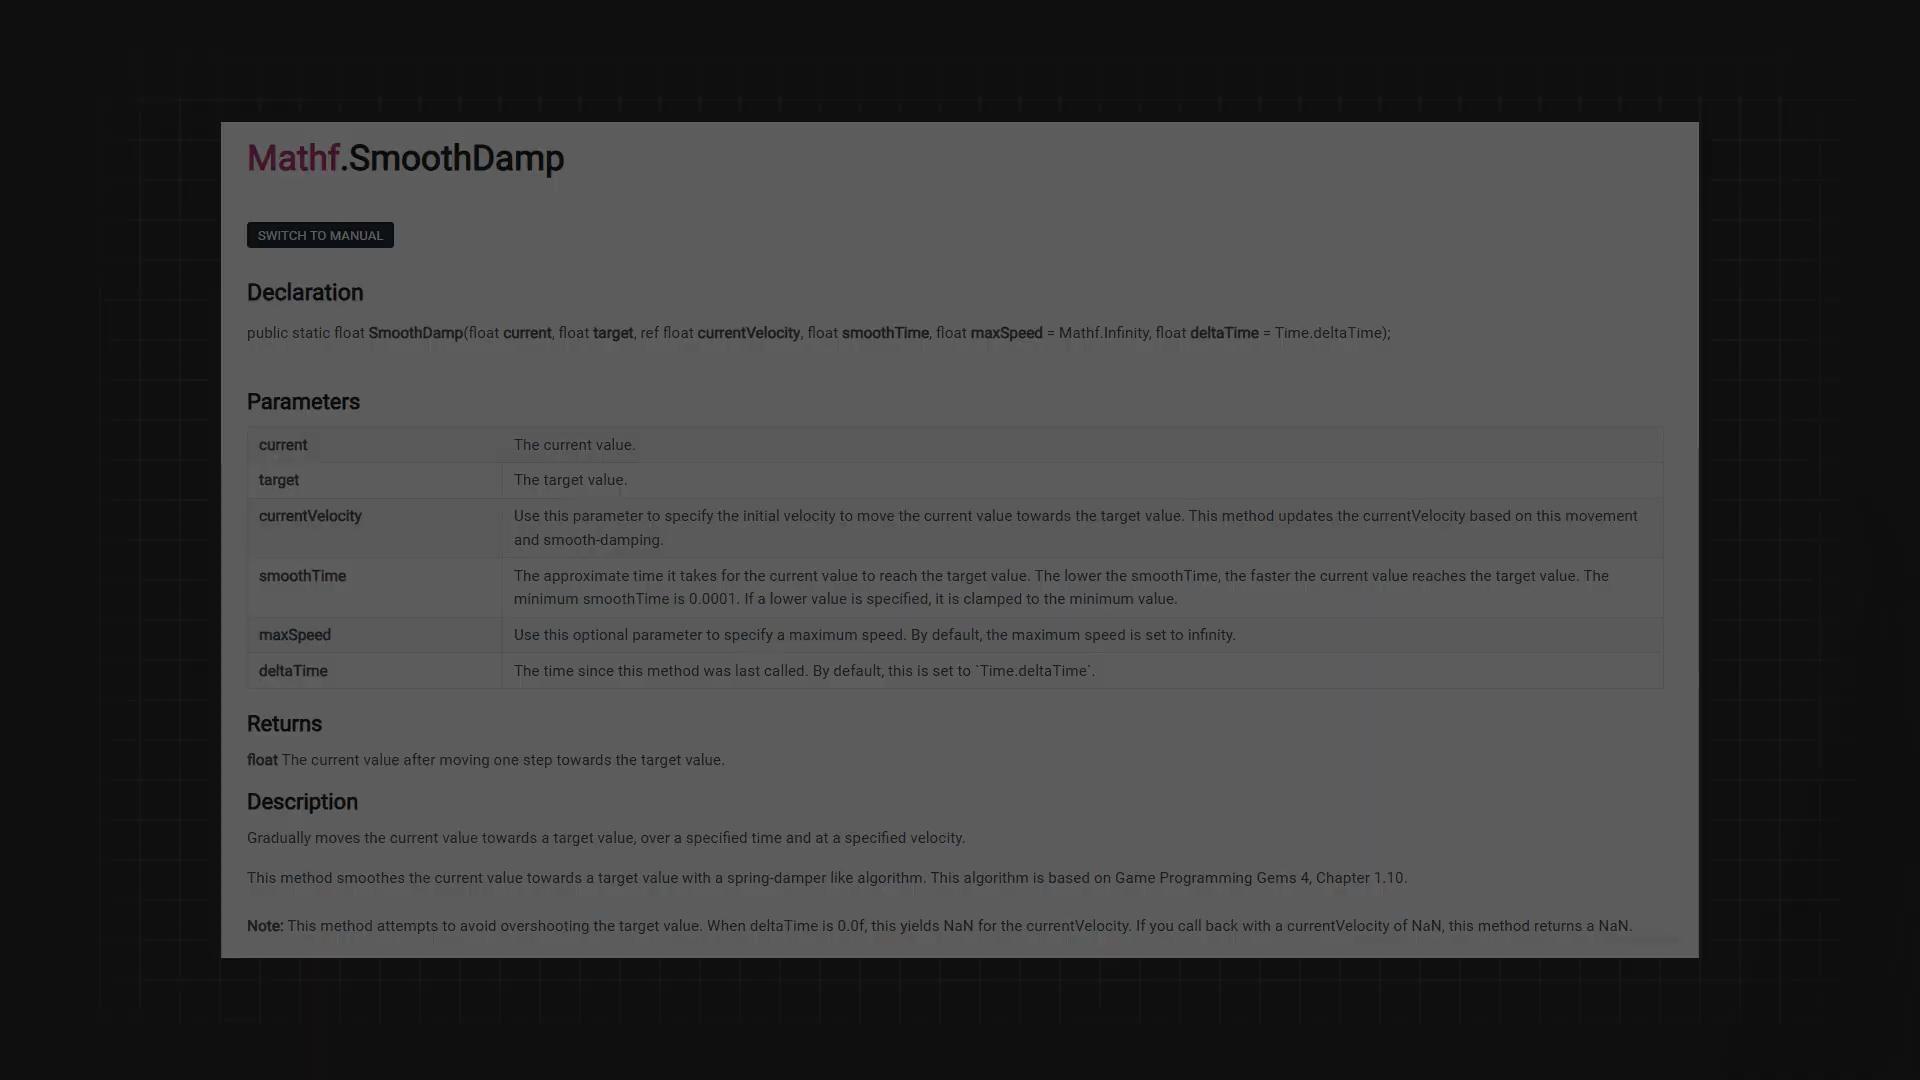 Mathf.SmoothDamp
SWITCH TO MANUAL
Declaration
public static float SmoothDamp(float current, float target, ref float currentVelocity, float smoothTime, float maxSpeed = Mathf.Infinity, float deltaTime = Time.deltaTime);
Parameters
current The current value.
target The target value.
currentVelocity Use this parameter to specify the initial velocity to move the current value towards the target value. This method updates the currentVelocity based on this movement
and smooth-damping.
smoothTime The approximate time it takes for the current value to reach the target value. The lower the smoothTime, the faster the current value reaches the target value. The
minimum smoothTime is 0.0001. If a lower value is specified, it is clamped to the minimum value.
maxSpeed Use this optional parameter to specify a maximum speed. By default, the maximum speed is set to infinity.
deltaTime The time since this method was last called. By default, this is set to `Time.deltaTime`.
Returns
float The current value after moving one step towards the target value.
Description
Gradually moves the current value towards a target value, over a specified time and at a specified velocity.
This method smoothes the current value towards a target value with a spring-damper like algorithm. This algorithm is based on Game Programming Gems 4, Chapter 1.10.
Note: This method attempts to avoid overshooting the target value. When deltaTime is 0.0f, this yields NaN for the currentVelocity. If you call back with a currentVelocity of NaN, this method returns a NaN.